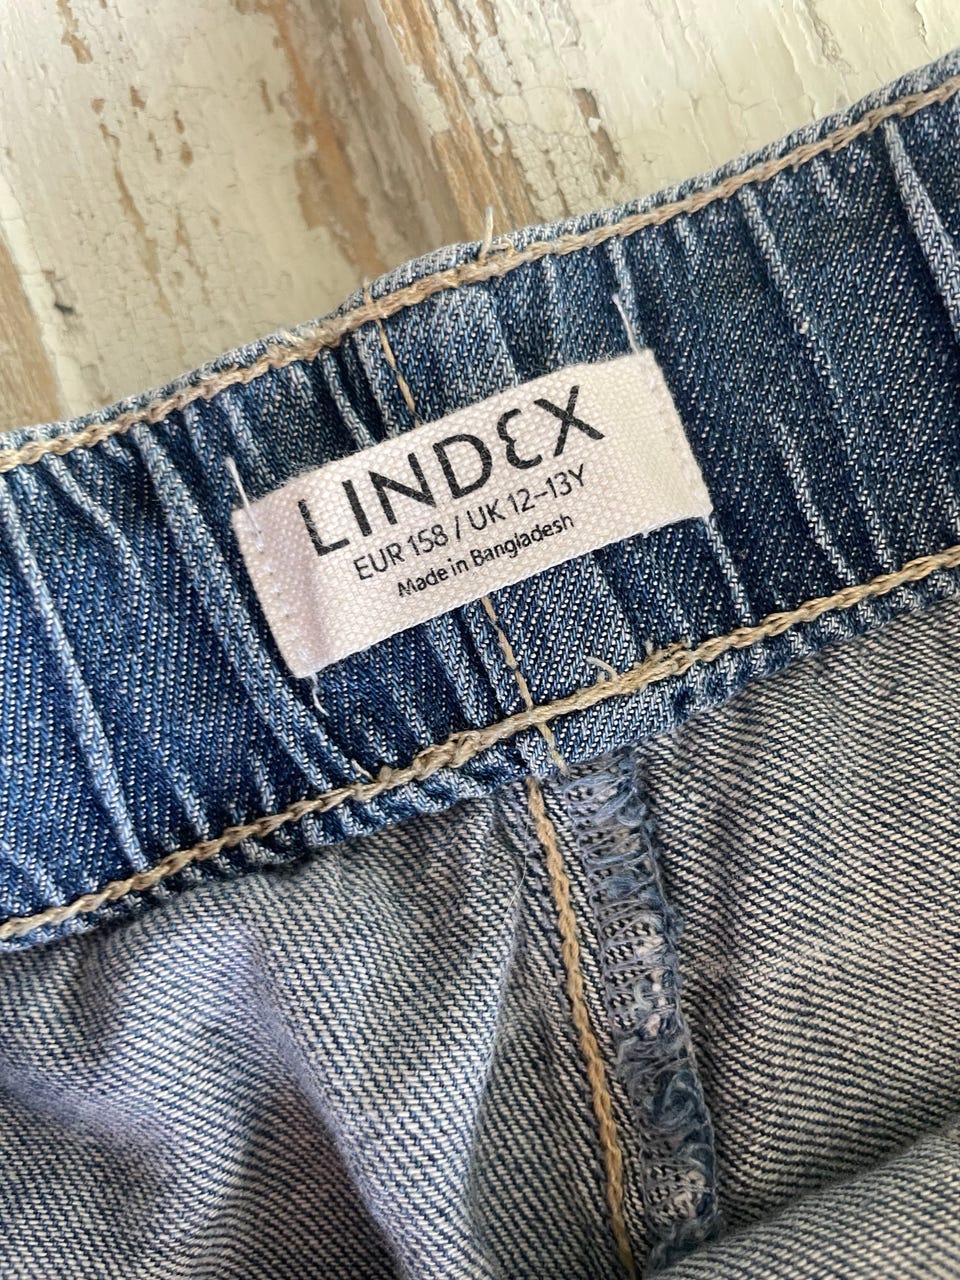 LINDEX
EUR 158 / UK 12-13Y
Made in Bangladesh